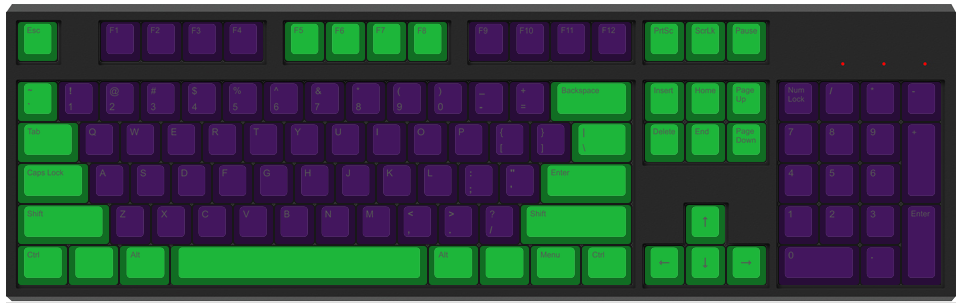 Esc F1 F2 F3 F4 F5 F6 F7 F8 F9 F10 F11 F12 PrtSc ScrLk Pause
~ ! @ # $ % ^ & * ( ) _ + Backspace Insert Home Page Up Num Lock / * -
` 1 2 3 4 5 6 7 8 9 0 - =
Tab Q W E R T Y U I O P { } | Delete End Page Down 7 8 9 +
[ ] \
Caps Lock A S D F G H J K L : " Enter 4 5 6
; '
Shift Z X C V B N M < > ? Shift ↑ 1 2 3 Enter
, . /
Ctrl Alt Alt Menu Ctrl ← ↓ → 0 .